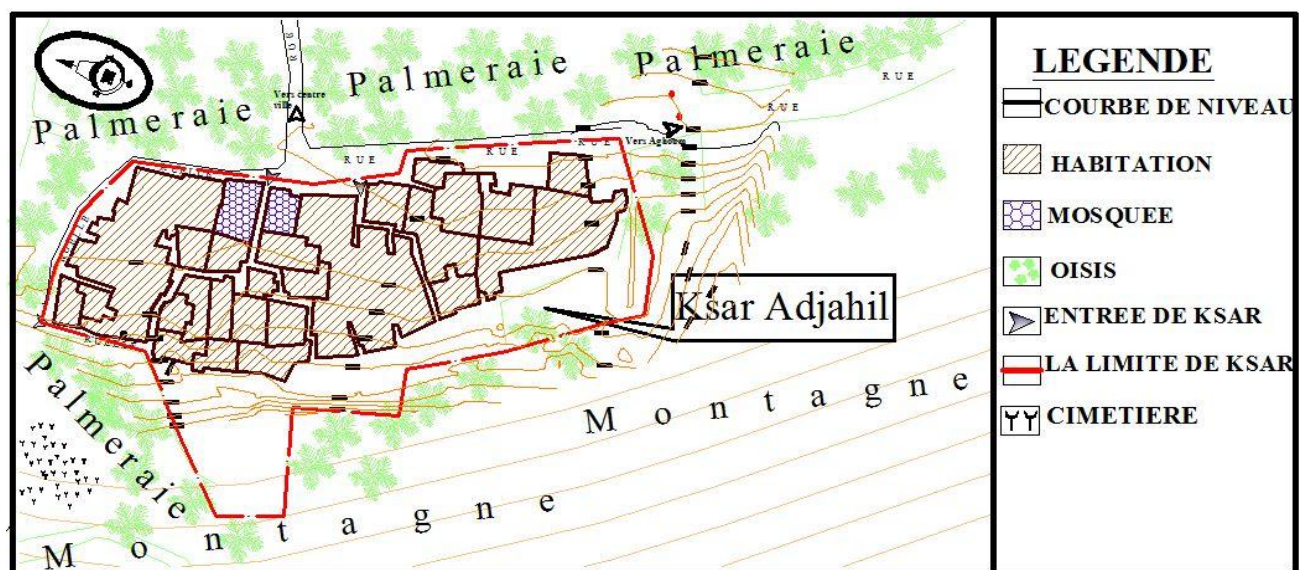 Palmeraie
Palmeraie
Palmeraie
RUE
RUE
Vers centre
ville
RUE
RUE
RUE
Vers Aghouts
Ksar Adjahil
Palmeraie
Montagne
Montagne
LEGENDE
COURBE DE NIVEAU
HABITATION
MOSQUEE
OISIS
ENTREE DE KSAR
LA LIMITE DE KSAR
CIMETIERE